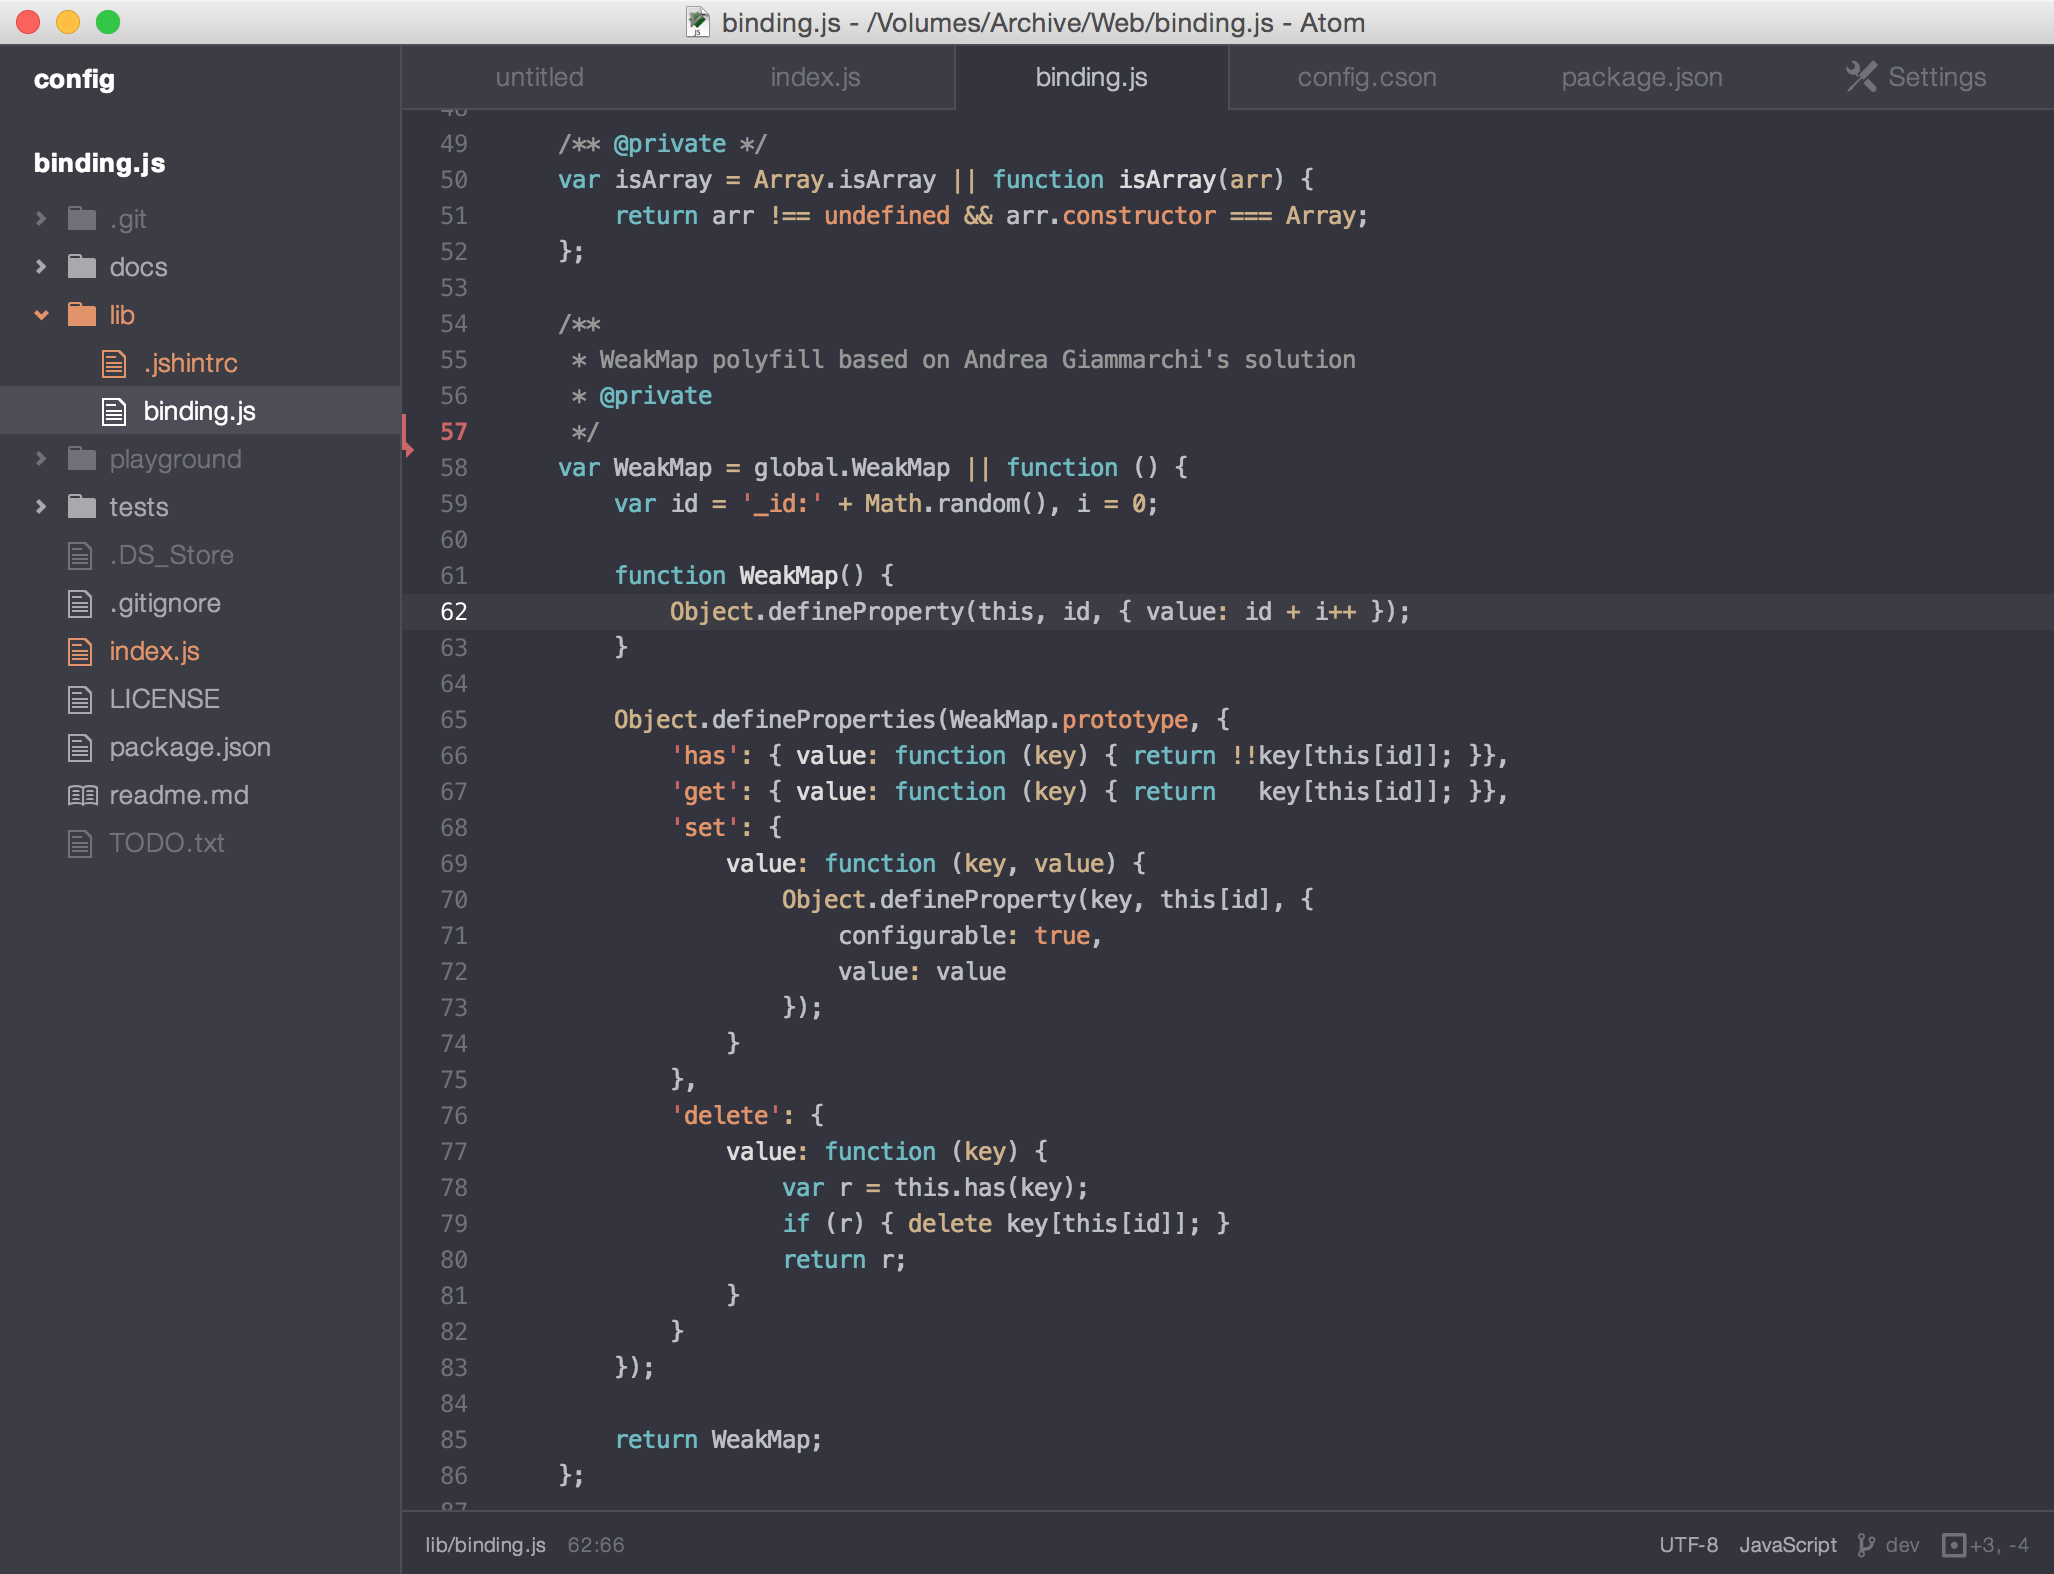 binding.js - /Volumes/Archive/Web/binding.js - Atom
config
binding.js
.git
docs
lib
.jshintrc
binding.js
playground
tests
.DS_Store
.gitignore
index.js
LICENSE
package.json
readme.md
TODO.txt
untitled index.js binding.js config.cson package.json Settings
48
49 /** @private */
50 var isArray = Array.isArray || function isArray(arr) {
51 return arr !== undefined && arr.constructor === Array;
52 };
53
54 /**
55 * WeakMap polyfill based on Andrea Giammarchi's solution
56 * @private
57 */
58 var WeakMap = global.WeakMap || function () {
59 var id = '_id:' + Math.random(), i = 0;
60
61 function WeakMap() {
62 Object.defineProperty(this, id, { value: id + i++ });
63 }
64
65 Object.defineProperties(WeakMap.prototype, {
66 'has': { value: function (key) { return !!key[this[id]]; }},
67 'get': { value: function (key) { return   key[this[id]]; }},
68 'set': {
69 value: function (key, value) {
70 Object.defineProperty(key, this[id], {
71 configurable: true,
72 value: value
73 });
74 }
75 },
76 'delete': {
77 value: function (key) {
78 var r = this.has(key);
79 if (r) { delete key[this[id]]; }
80 return r;
81 }
82 }
83 });
84
85 return WeakMap;
86 };
87
lib/binding.js 62:66 UTF-8 JavaScript dev +3, -4